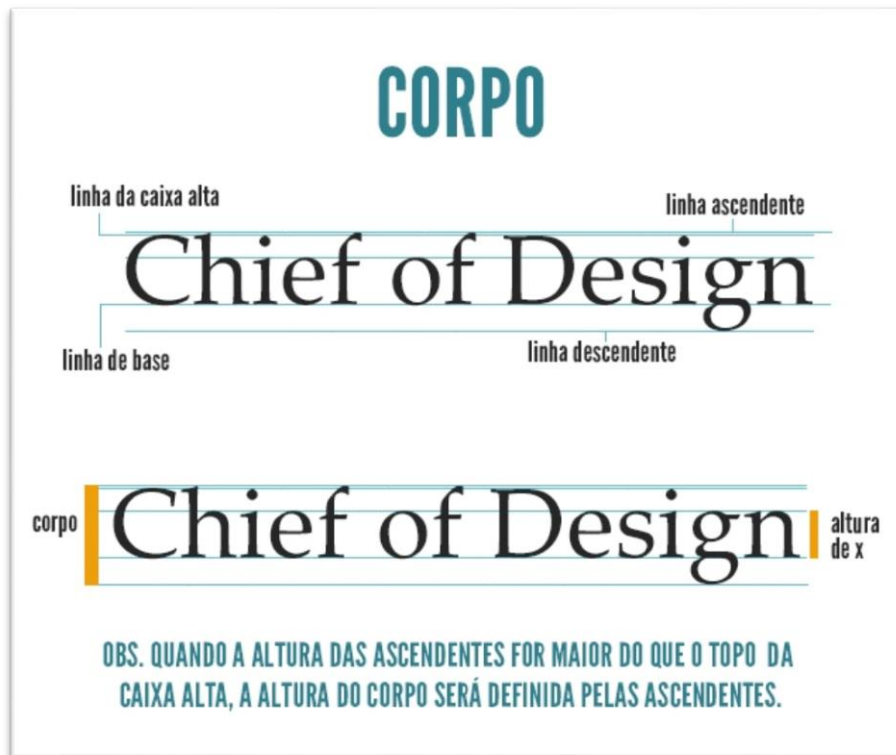 CORPO
linha da caixa alta
linha ascendente
Chief of Design
linha de base
linha descendente
corpo
Chief of Design
altura
de x
OBS. QUANDO A ALTURA DAS ASCENDENTES FOR MAIOR DO QUE O TOPO DA
CAIXA ALTA, A ALTURA DO CORPO SERÁ DEFINIDA PELAS ASCENDENTES.